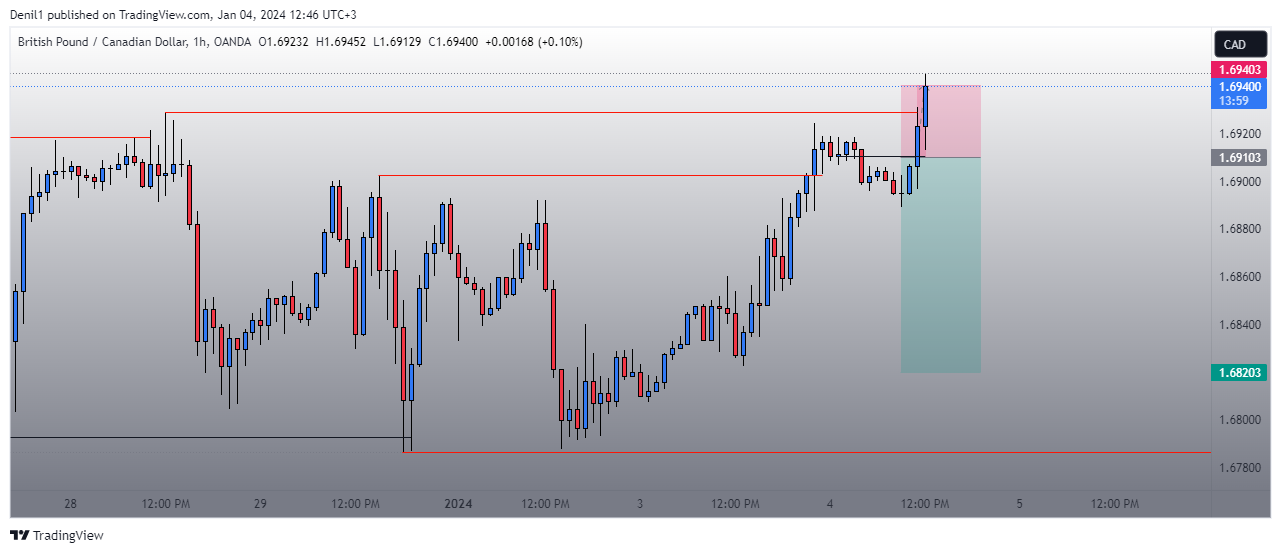 Denil1 published on TradingView.com, Jan 04, 2024 12:46 UTC+3
British Pound / Canadian Dollar, 1h, OANDA O1.69232 H1.69452 L1.69129 C1.69400 +0.00168 (+0.10%)
CAD
1.69403
1.69400
13:59
1.69200
1.69103
1.69000
1.68800
1.68600
1.68400
1.68203
1.68000
1.67800
28 12:00 PM 29 12:00 PM 2024 12:00 PM 3 12:00 PM 4 12:00 PM 5 12:00 PM
TradingView